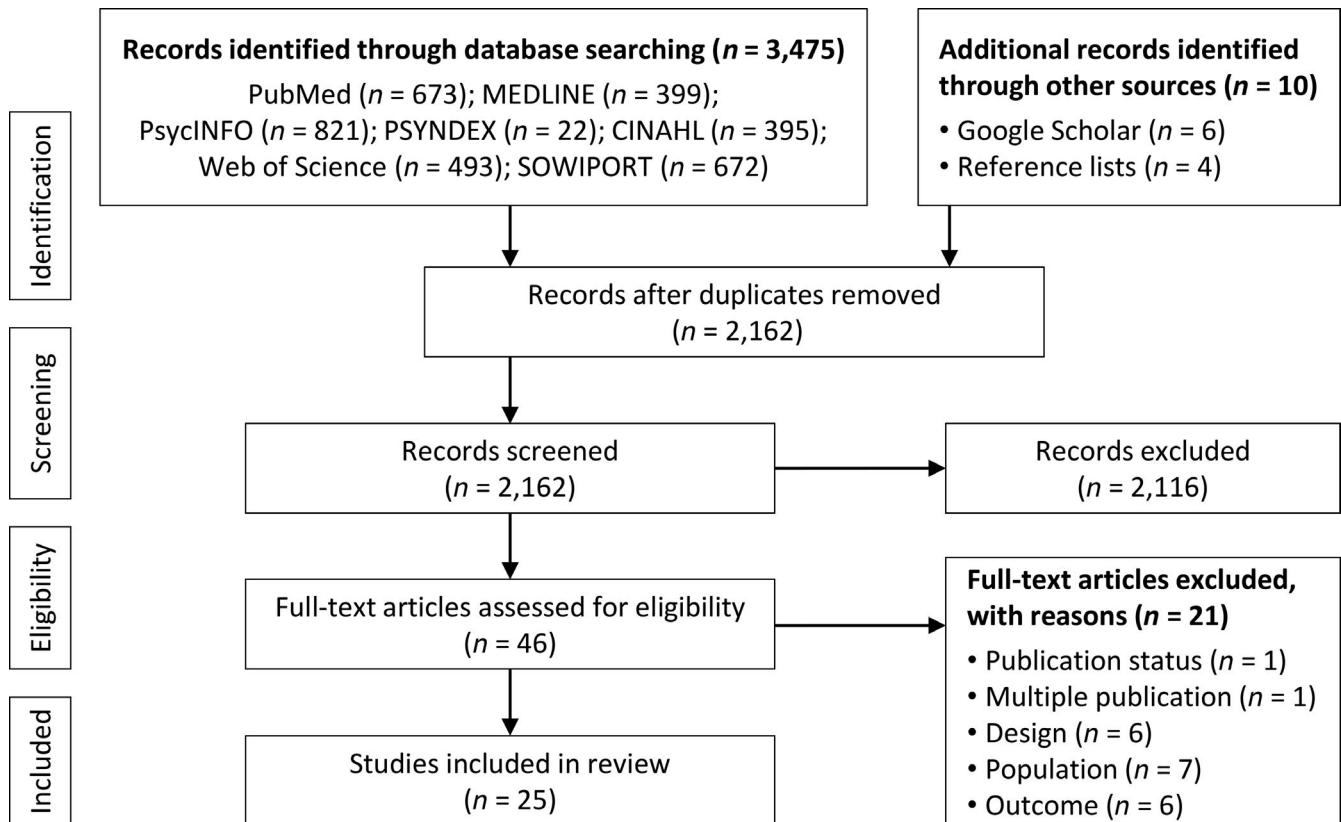 Records identified through database searching (n = 3,475)
PubMed (n = 673); MEDLINE (n = 399);
PsycINFO (n = 821); PSYNDEX (n = 22); CINAHL (n = 395);
Web of Science (n = 493); SOWIPORT (n = 672)
Additional records identified
through other sources (n = 10)
• Google Scholar (n = 6)
• Reference lists (n = 4)
Identification
Records after duplicates removed
(n = 2,162)
Screening
Records screened
(n = 2,162)
Records excluded
(n = 2,116)
Eligibility
Full-text articles assessed for eligibility
(n = 46)
Full-text articles excluded,
with reasons (n = 21)
• Publication status (n = 1)
• Multiple publication (n = 1)
• Design (n = 6)
• Population (n = 7)
• Outcome (n = 6)
Included
Studies included in review
(n = 25)